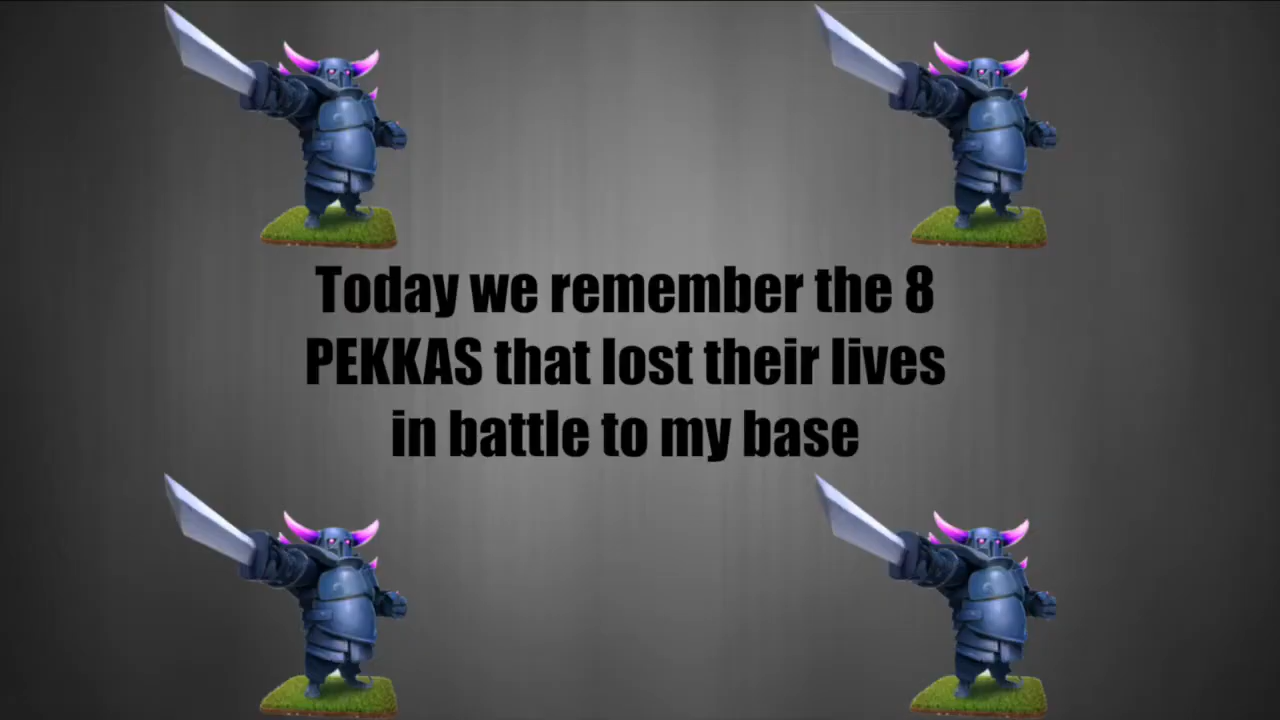 Today we remember the 8
PEKKAS that lost their lives
in battle to my base